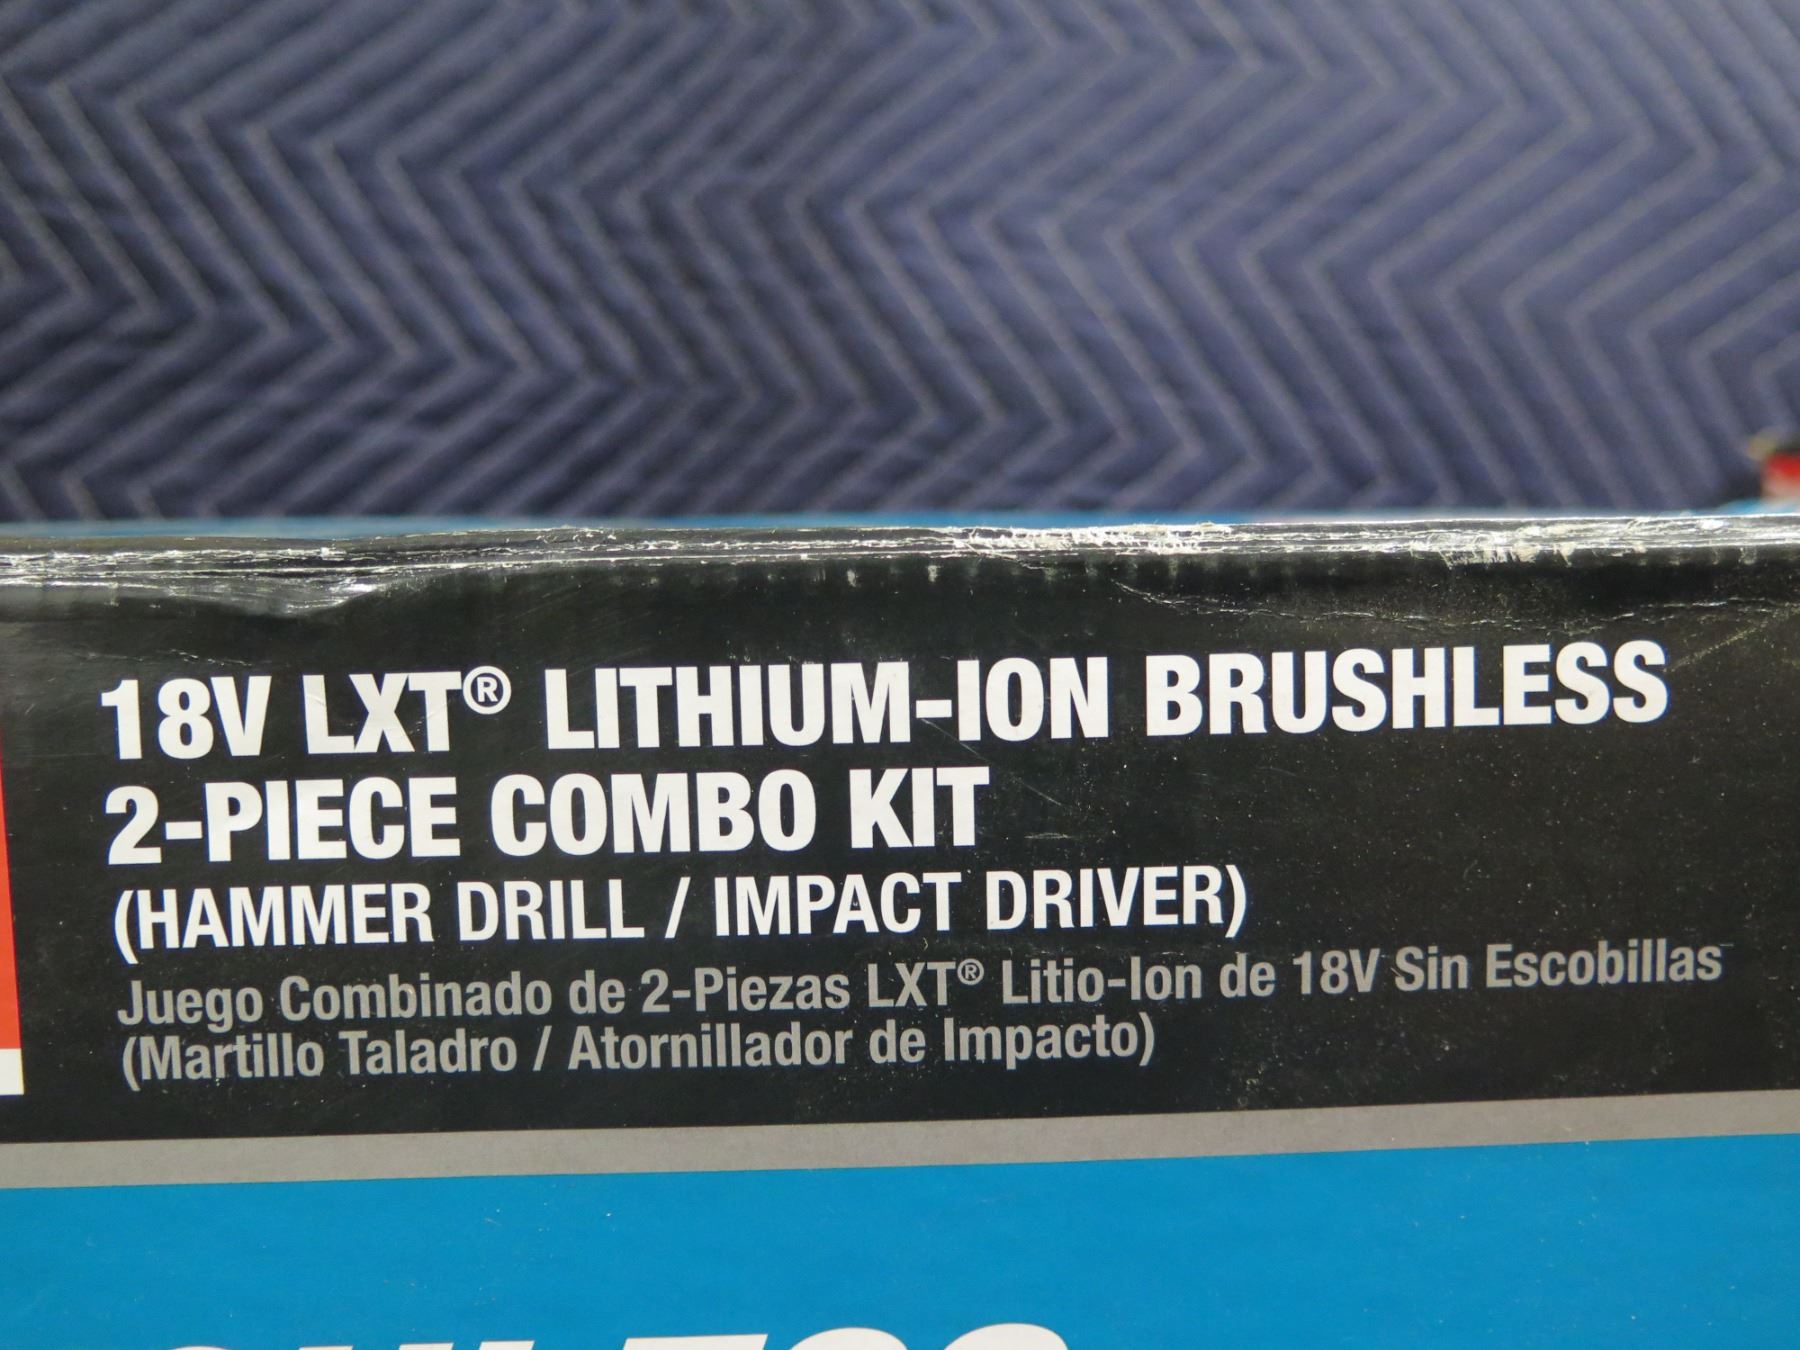 18V LXT® LITHIUM-ION BRUSHLESS
2-PIECE COMBO KIT
(HAMMER DRILL / IMPACT DRIVER)
Juego Combinado de 2-Piezas LXT® Litio-Ion de 18V Sin Escobillas
(Martillo Taladro / Atornillador de Impacto)